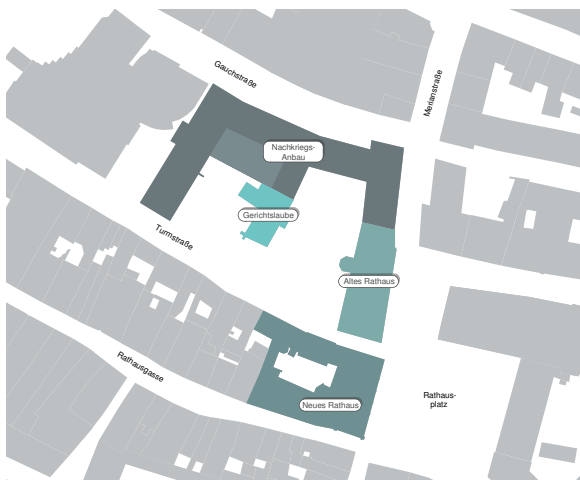 Gauchstraße
Merianstraße
Nachkriegs-
Anbau
Gerichtslaube
Turmstraße
Altes Rathaus
Rathausgasse
Neues Rathaus
Rathaus-
platz